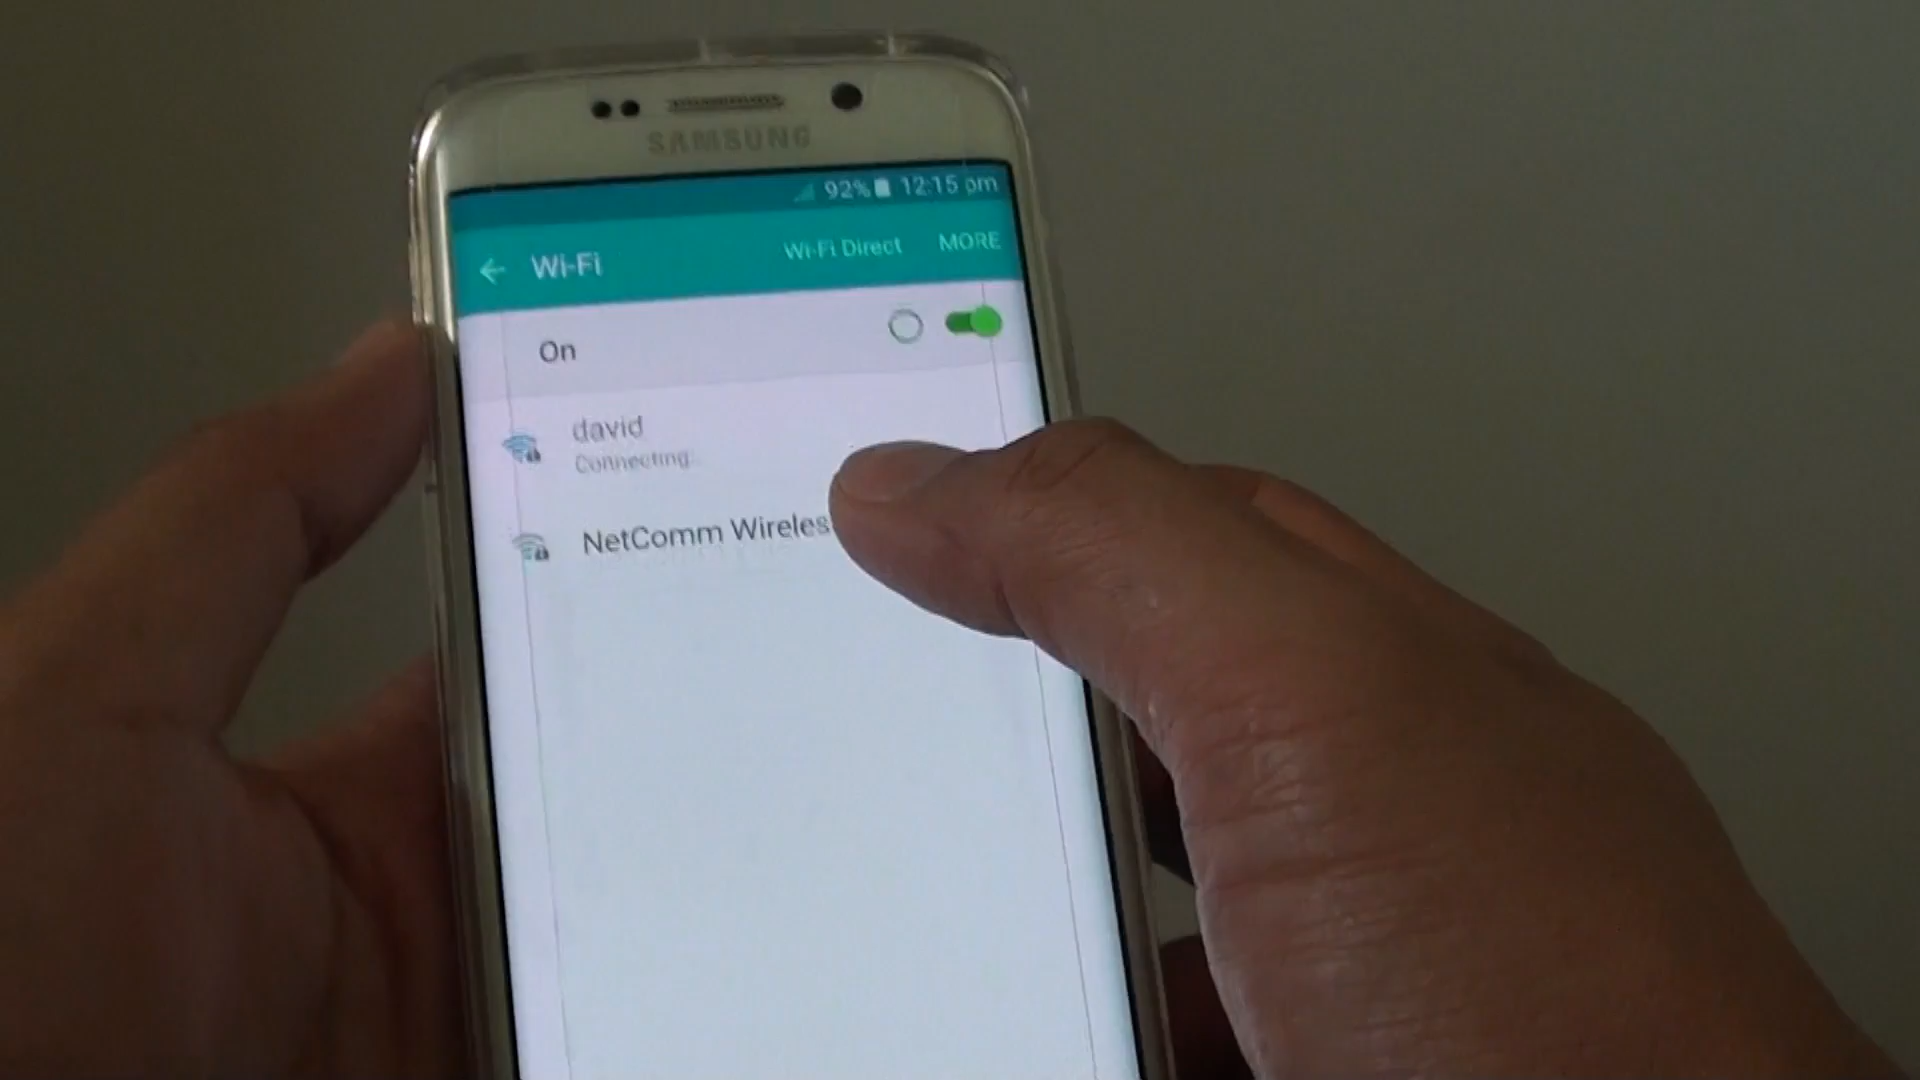 SAMSUNG
92% 12:15 pm
Wi-Fi Wi-Fi Direct MORE
On
david
Connecting...
NetComm Wireles